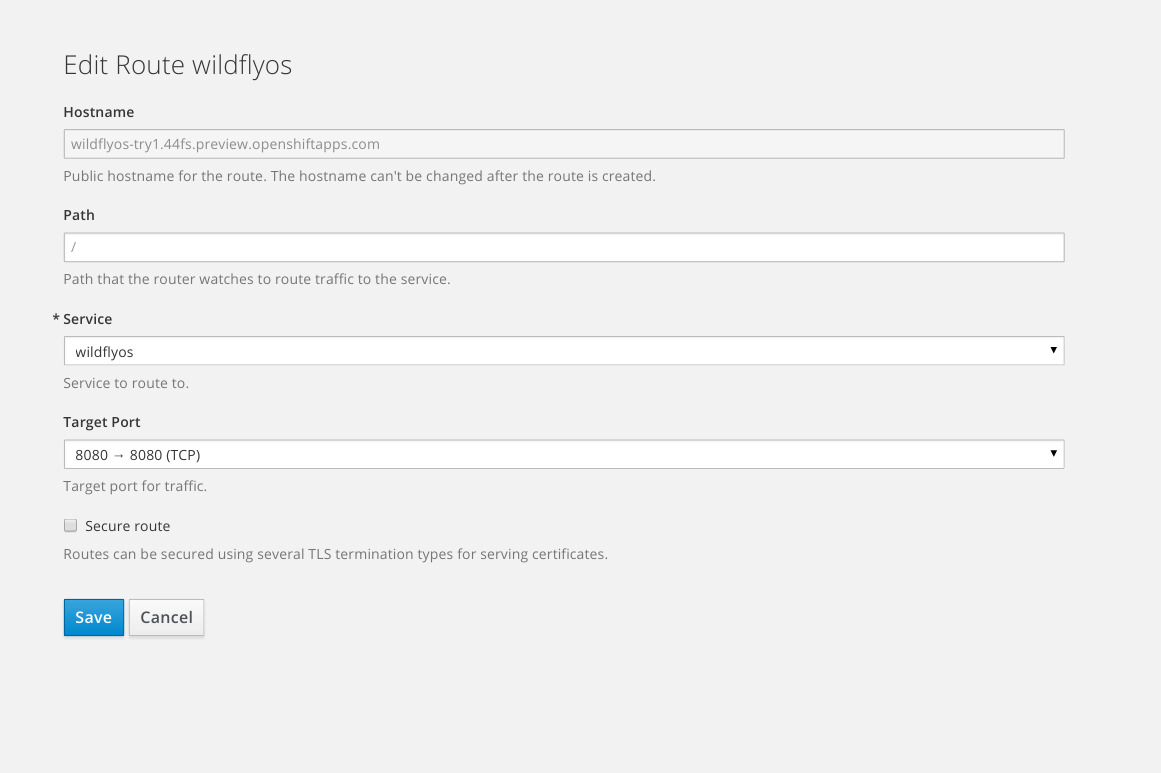 Edit Route wildflyos
Hostname
wildflyos-try1.44fs.preview.openshiftapps.com
Public hostname for the route. The hostname can't be changed after the route is created.
Path
/
Path that the router watches to route traffic to the service.
* Service
wildflyos
Service to route to.
Target Port
8080 → 8080 (TCP)
Target port for traffic.
Secure route
Routes can be secured using several TLS termination types for serving certificates.
Save Cancel